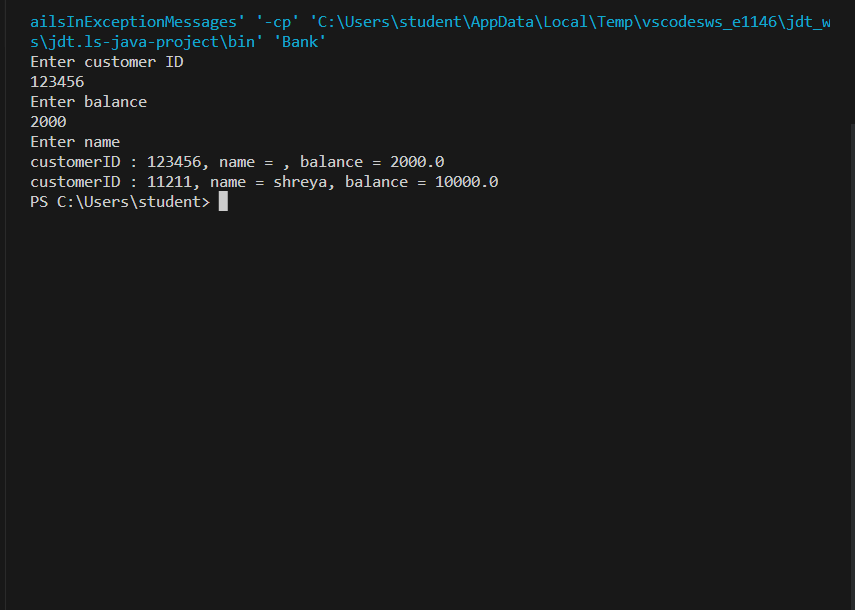 ailsInExceptionMessages' '-cp' 'C:\Users\student\AppData\Local\Temp\vscodesws_e1146\jdt_w
s\jdt.ls-java-project\bin' 'Bank'
Enter customer ID
123456
Enter balance
2000
Enter name
customerID : 123456, name = , balance = 2000.0
customerID : 11211, name = shreya, balance = 10000.0
PS C:\Users\student>